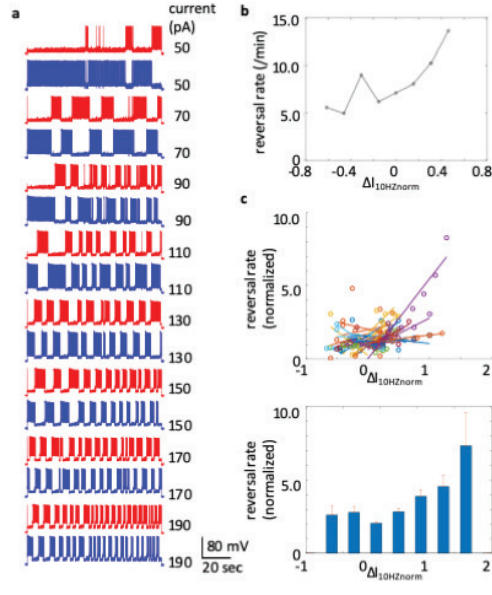 a
current
(pA)
50
50
70
70
90
90
110
110
130
130
150
150
170
170
190
190
80 mV
20 sec
b
reversal rate (/min)
15.0
10.0
5.0
0
-0.8
-0.4
0
0.4
0.8
ΔI10HZnorm
c
reversal rate
(normalized)
10.0
5.0
0
-1
0
1
2
ΔI10HZnorm
reversal rate
(normalized)
10.0
5.0
0
-1
0
1
2
ΔI10HZnorm